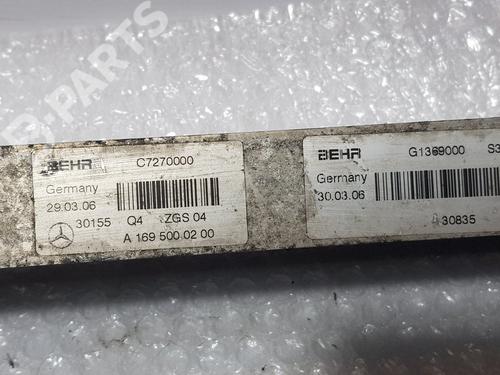 B-PARTS
BEHR C7270000
Germany
29.03.06
30155 Q4 ZGS 04
A 169 500 02 00
BEHR G1369000 S3
Germany
30.03.06
30835